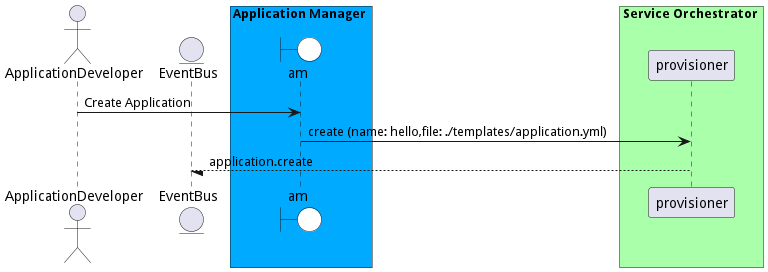 Application Manager
Service Orchestrator
ApplicationDeveloper
EventBus
am
provisioner
Create Application
create (name: hello,file: ./templates/application.yml)
application.create
ApplicationDeveloper
EventBus
am
provisioner